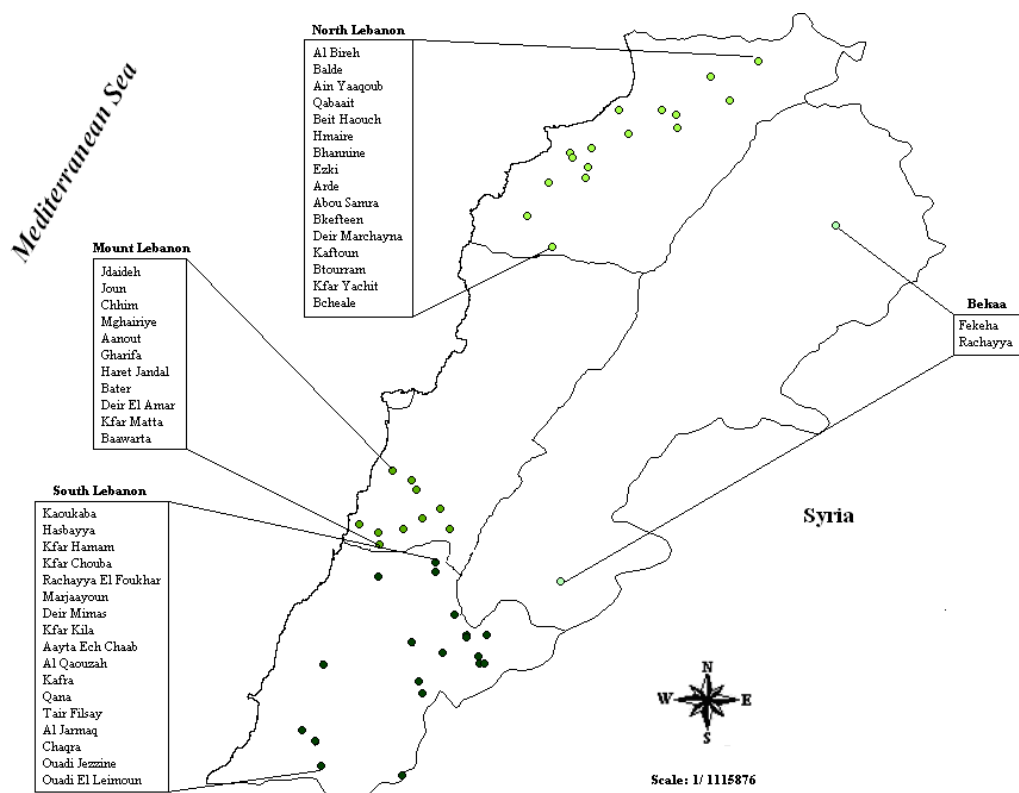 North Lebanon
Al Bireh
Balde
Ain Yaaqoub
Qabaait
Beit Haouch
Hmaire
Bhannine
Ezki
Arde
Abou Samra
Bkefteen
Deir Marchayna
Kaftoun
Btourram
Kfar Yachit
Bcheale
Mediterranean Sea
Mount Lebanon
Jdaideh
Joun
Chhim
Mghairiye
Aanout
Gharifa
Haret Jandal
Bater
Deir El Amar
Kfar Matta
Baawarta
Bekaa
Fekeha
Rachayya
South Lebanon
Kaoukaba
Hasbayya
Kfar Hamam
Kfar Chouba
Rachayya El Foukhar
Marjaayoun
Deir Mimas
Kfar Kila
Aayta Ech Chaab
Al Qaouzah
Kafra
Qana
Tair Filsay
Al Jarmaq
Chaqra
Ouadi Jezzine
Ouadi El Leimoun
Syria
N
W E
S
Scale: 1/ 1115876